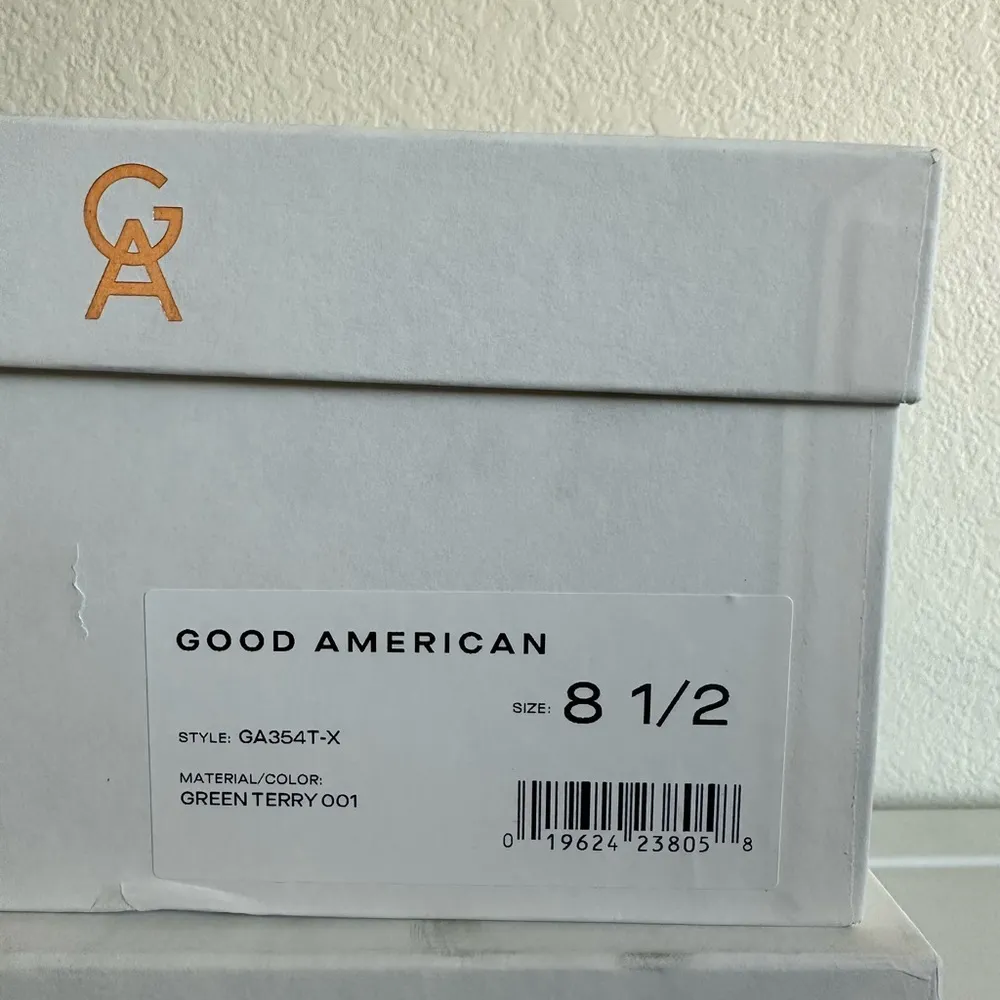 GA
GOOD AMERICAN
SIZE: 8 1/2
STYLE: GA354T-X
MATERIAL/COLOR:
GREEN TERRY 001
0 19624 23805 8